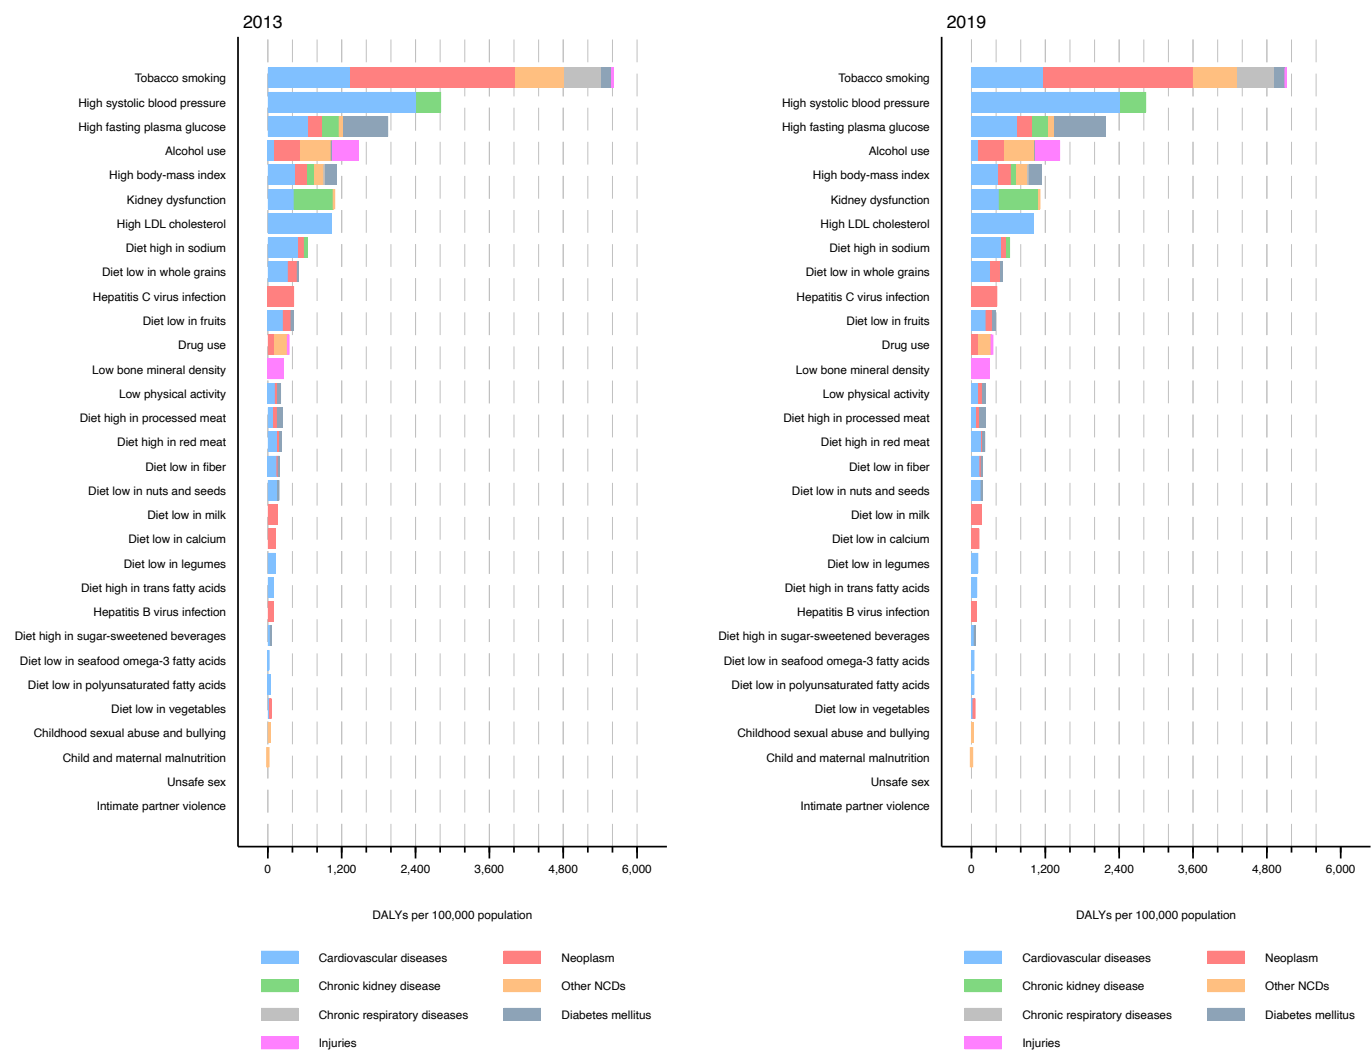 2013
Tobacco smoking
High systolic blood pressure
High fasting plasma glucose
Alcohol use
High body-mass index
Kidney dysfunction
High LDL cholesterol
Diet high in sodium
Diet low in whole grains
Hepatitis C virus infection
Diet low in fruits
Drug use
Low bone mineral density
Low physical activity
Diet high in processed meat
Diet high in red meat
Diet low in fiber
Diet low in nuts and seeds
Diet low in milk
Diet low in calcium
Diet low in legumes
Diet high in trans fatty acids
Hepatitis B virus infection
Diet high in sugar-sweetened beverages
Diet low in seafood omega-3 fatty acids
Diet low in polyunsaturated fatty acids
Diet low in vegetables
Childhood sexual abuse and bullying
Child and maternal malnutrition
Unsafe sex
Intimate partner violence
0 1,200 2,400 3,600 4,800 6,000
DALYs per 100,000 population
Cardiovascular diseases Neoplasm
Chronic kidney disease Other NCDs
Chronic respiratory diseases Diabetes mellitus
Injuries
2019
Tobacco smoking
High systolic blood pressure
High fasting plasma glucose
Alcohol use
High body-mass index
Kidney dysfunction
High LDL cholesterol
Diet high in sodium
Diet low in whole grains
Hepatitis C virus infection
Diet low in fruits
Drug use
Low bone mineral density
Low physical activity
Diet high in processed meat
Diet high in red meat
Diet low in fiber
Diet low in nuts and seeds
Diet low in milk
Diet low in calcium
Diet low in legumes
Diet high in trans fatty acids
Hepatitis B virus infection
Diet high in sugar-sweetened beverages
Diet low in seafood omega-3 fatty acids
Diet low in polyunsaturated fatty acids
Diet low in vegetables
Childhood sexual abuse and bullying
Child and maternal malnutrition
Unsafe sex
Intimate partner violence
0 1,200 2,400 3,600 4,800 6,000
DALYs per 100,000 population
Cardiovascular diseases Neoplasm
Chronic kidney disease Other NCDs
Chronic respiratory diseases Diabetes mellitus
Injuries